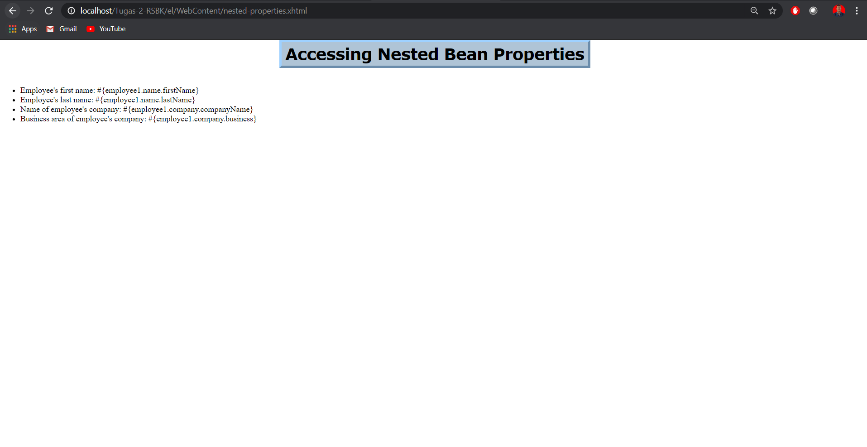 localhost/Tugas-2-RSBK/el/WebContent/nested-properties.xhtml
Apps Gmail YouTube
Accessing Nested Bean Properties
• Employee's first name: #{employee1.name.firstName}
• Employee's last name: #{employee1.name.lastName}
• Name of employee's company: #{employee1.company.companyName}
• Business area of employee's company: #{employee1.company.business}